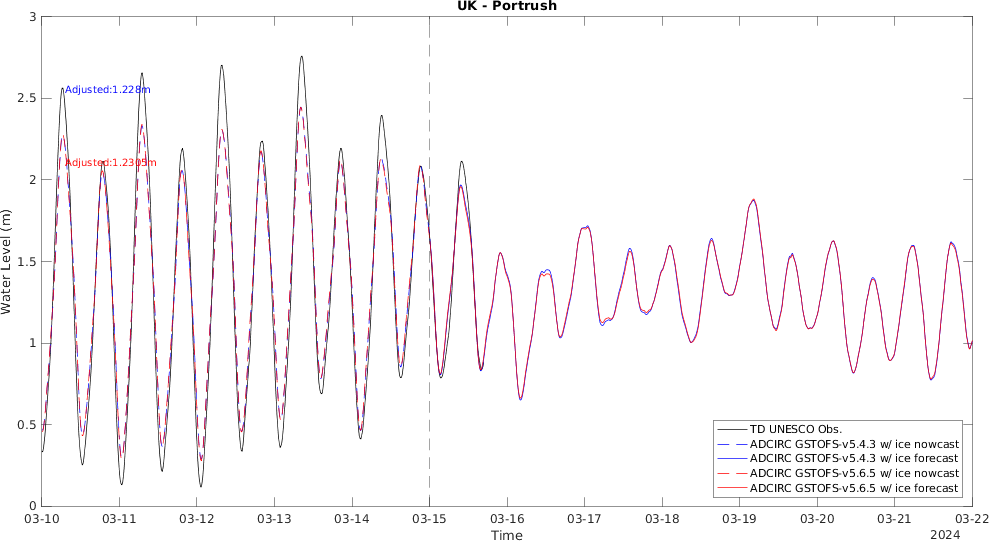 UK - Portrush
3
2.5
2
1.5
1
0.5
0
Water Level (m)
Adjusted:1.228m
Adjusted:1.2305m
TD UNESCO Obs.
ADCIRC GSTOFS-v5.4.3 w/ ice nowcast
ADCIRC GSTOFS-v5.4.3 w/ ice forecast
ADCIRC GSTOFS-v5.6.5 w/ ice nowcast
ADCIRC GSTOFS-v5.6.5 w/ ice forecast
03-10 03-11 03-12 03-13 03-14 03-15 03-16 03-17 03-18 03-19 03-20 03-21 03-22
Time
2024